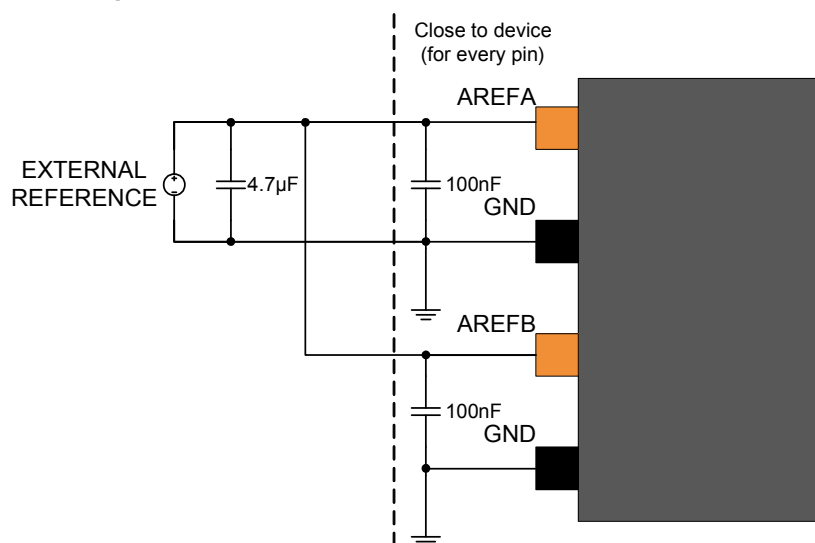 Close to device
(for every pin)
AREFA
EXTERNAL
REFERENCE
4.7µF
100nF
GND
AREFB
100nF
GND